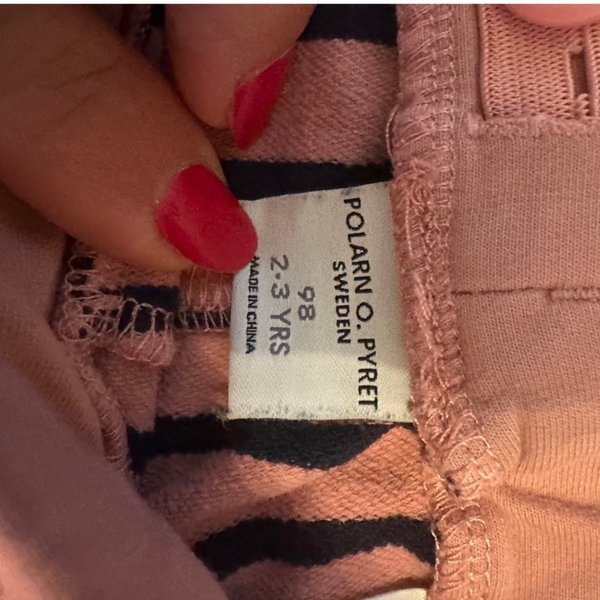 POLARN O. PYRET
SWEDEN
98
2-3 YRS
MADE IN CHINA